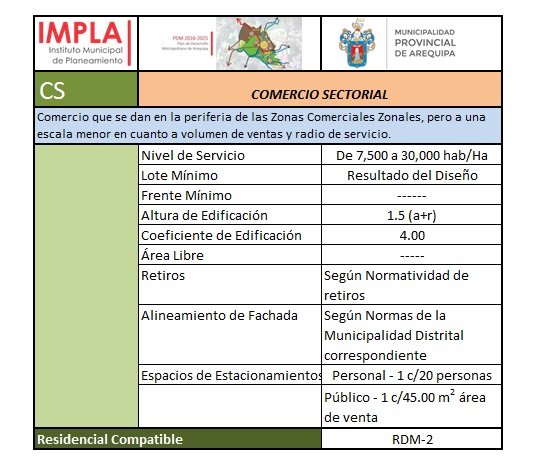 IMPLA
Instituto Municipal
de Planeamiento
PDM 2016-2025
Plan de Desarrollo
Metropolitano de Arequipa
MUNICIPALIDAD
PROVINCIAL
DE AREQUIPA
CS
COMERCIO SECTORIAL
Comercio que se dan en la periferia de las Zonas Comerciales Zonales, pero a una
escala menor en cuanto a volumen de ventas y radio de servicio.
Nivel de Servicio De 7,500 a 30,000 hab/Ha
Lote Mínimo Resultado del Diseño
Frente Mínimo ------
Altura de Edificación 1.5 (a+r)
Coeficiente de Edificación 4.00
Área Libre -----
Retiros Según Normatividad de
retiros
Alineamiento de Fachada Según Normas de la
Municipalidad Distrital
correspondiente
Espacios de Estacionamientos Personal - 1 c/20 personas
Público - 1 c/45.00 m² área
de venta
Residencial Compatible RDM-2